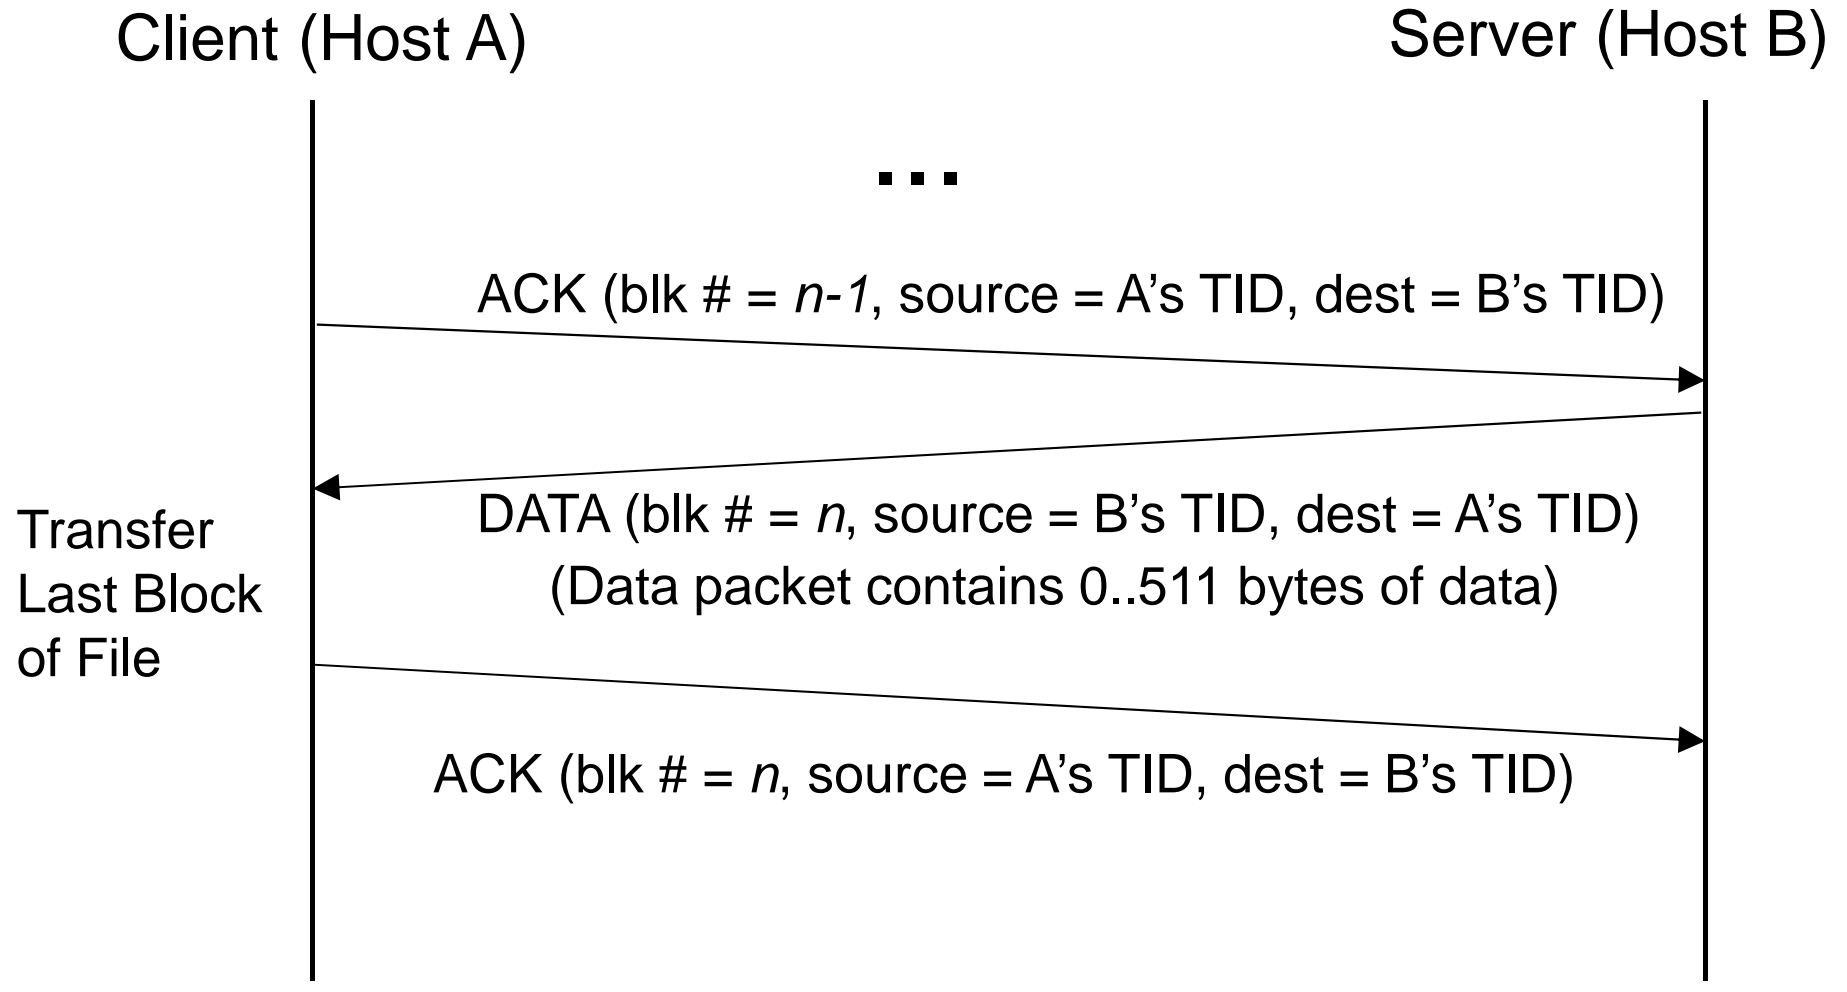 Client (Host A)
Server (Host B)
...
ACK (blk # = n-1, source = A’s TID, dest = B’s TID)
DATA (blk # = n, source = B’s TID, dest = A’s TID)
(Data packet contains 0..511 bytes of data)
Transfer
Last Block
of File
ACK (blk # = n, source = A’s TID, dest = B’s TID)